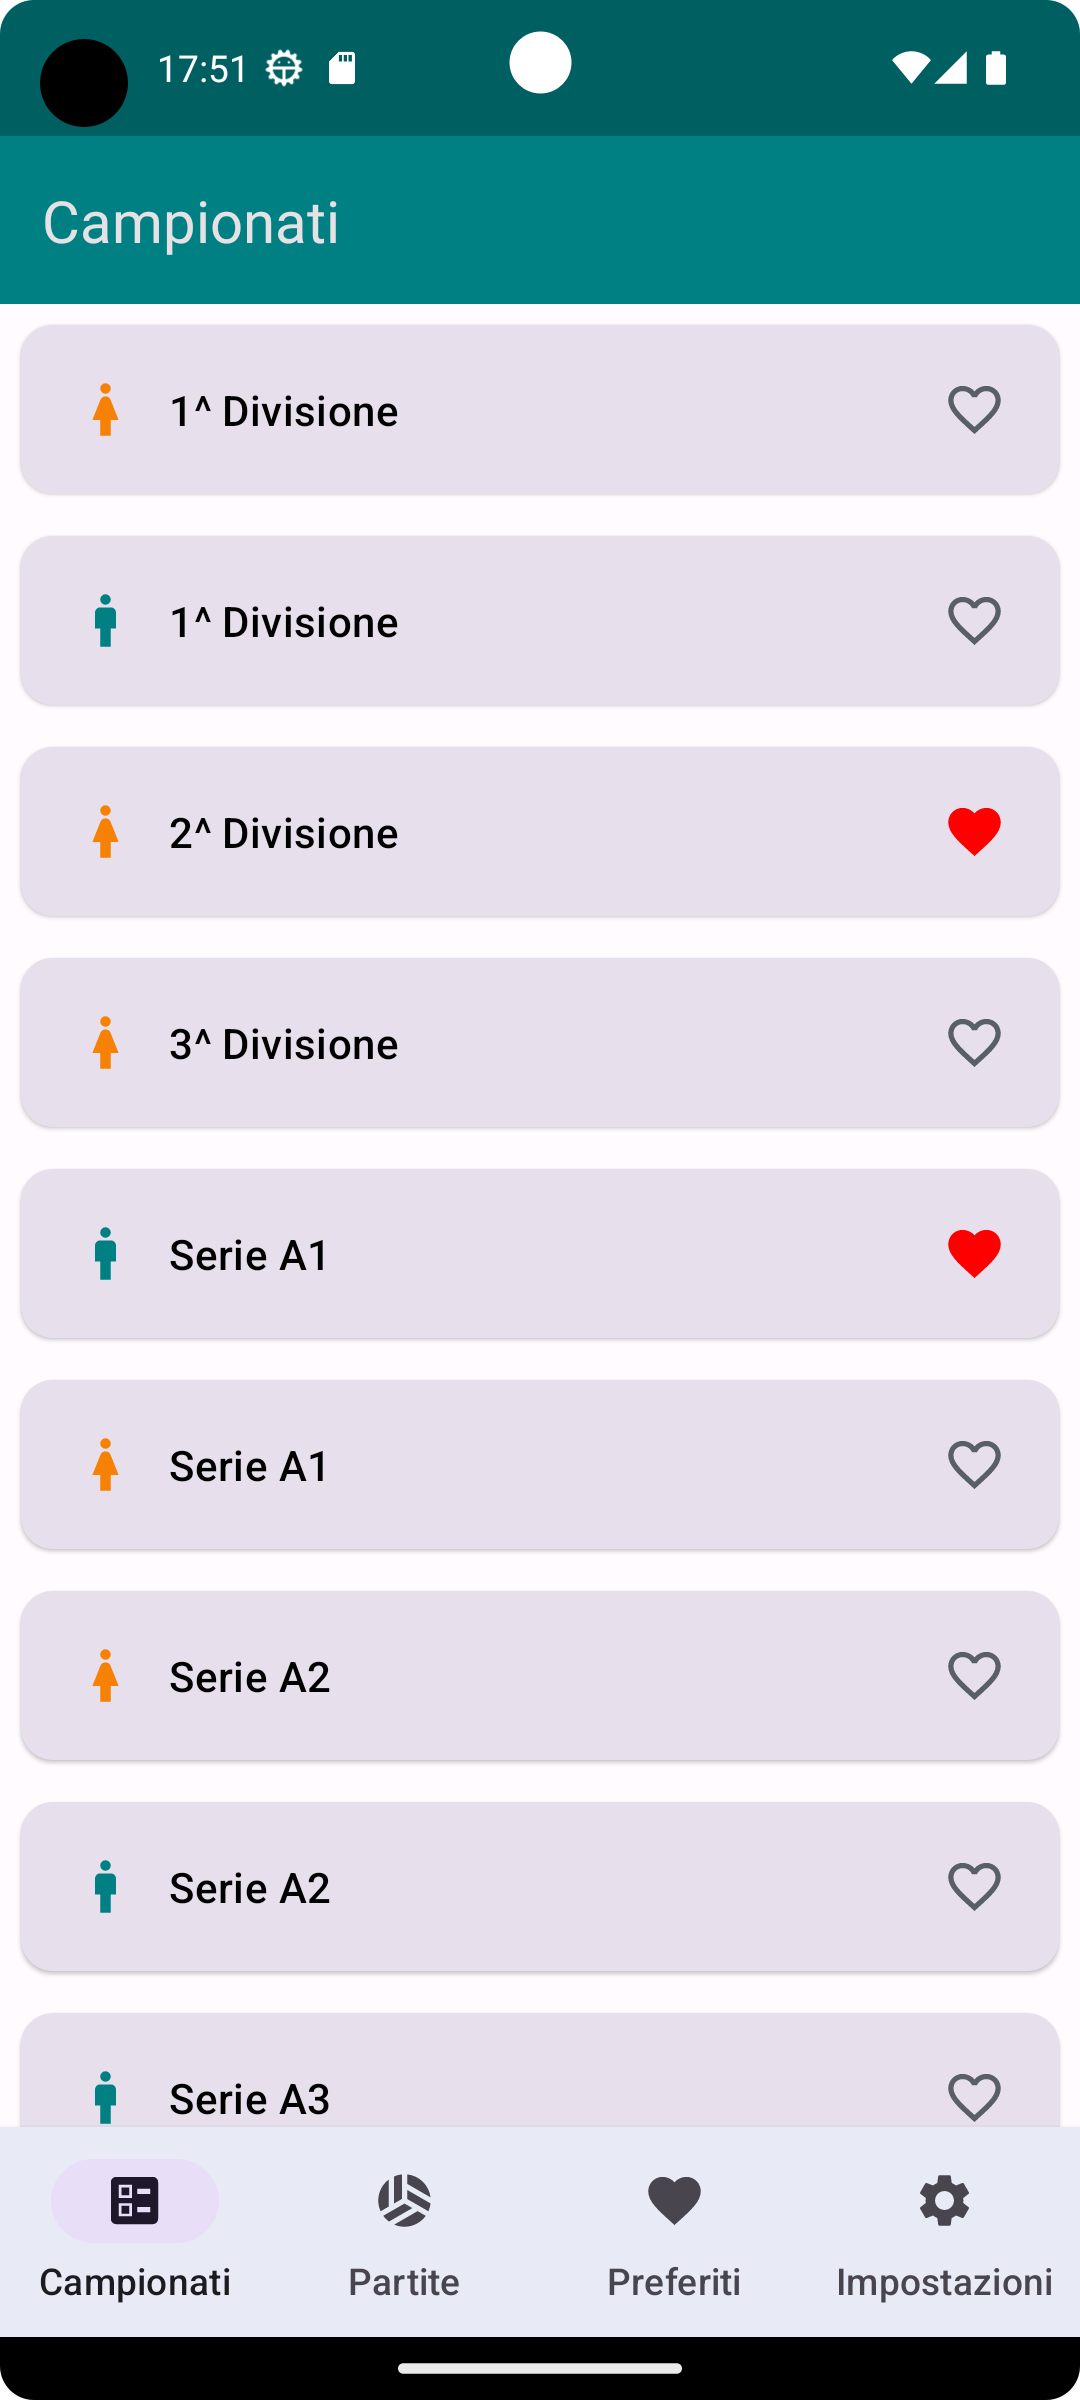 17:51
Campionati
1^ Divisione
1^ Divisione
2^ Divisione
3^ Divisione
Serie A1
Serie A1
Serie A2
Serie A2
Serie A3
Campionati
Partite
Preferiti
Impostazioni